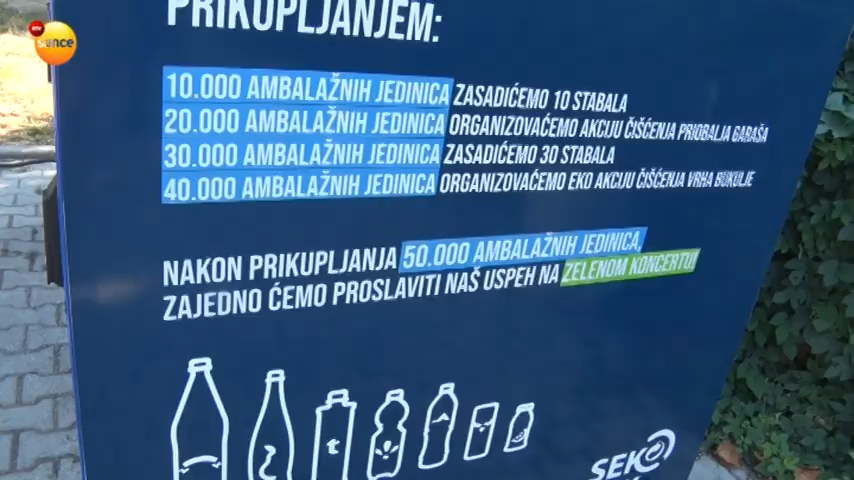 RTV
sunce
PRIKUPLJANJEM:
10.000 AMBALAŽNIH JEDINICA ZASADIĆEMO 10 STABALA
20.000 AMBALAŽNIH JEDINICA ORGANIZOVAĆEMO AKCIJU ČIŠĆENJA PRIOBALJA GARAŠA
30.000 AMBALAŽNIH JEDINICA ZASADIĆEMO 30 STABALA
40.000 AMBALAŽNIH JEDINICA ORGANIZOVAĆEMO EKO AKCIJU ČIŠĆENJA VRHA BUKULJE
NAKON PRIKUPLJANJA 50.000 AMBALAŽNIH JEDINICA,
ZAJEDNO ĆEMO PROSLAVITI NAŠ USPEH NA ZELENOM KONCERTU!
SEKO